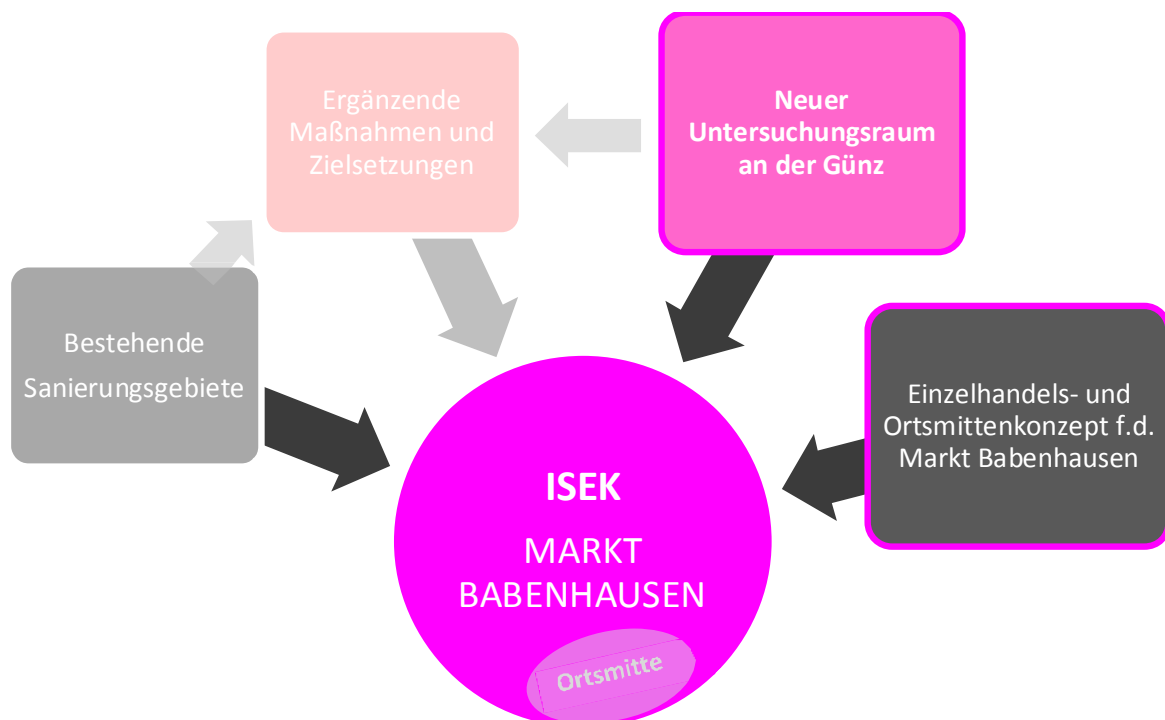 Ergänzende
Maßnahmen und
Zielsetzungen
Neuer
Untersuchungsraum
an der Günz
Bestehende
Sanierungsgebiete
Einzelhandels- und
Ortsmittenkonzept f.d.
Markt Babenhausen
ISEK
MARKT
BABENHAUSEN
Ortsmitte